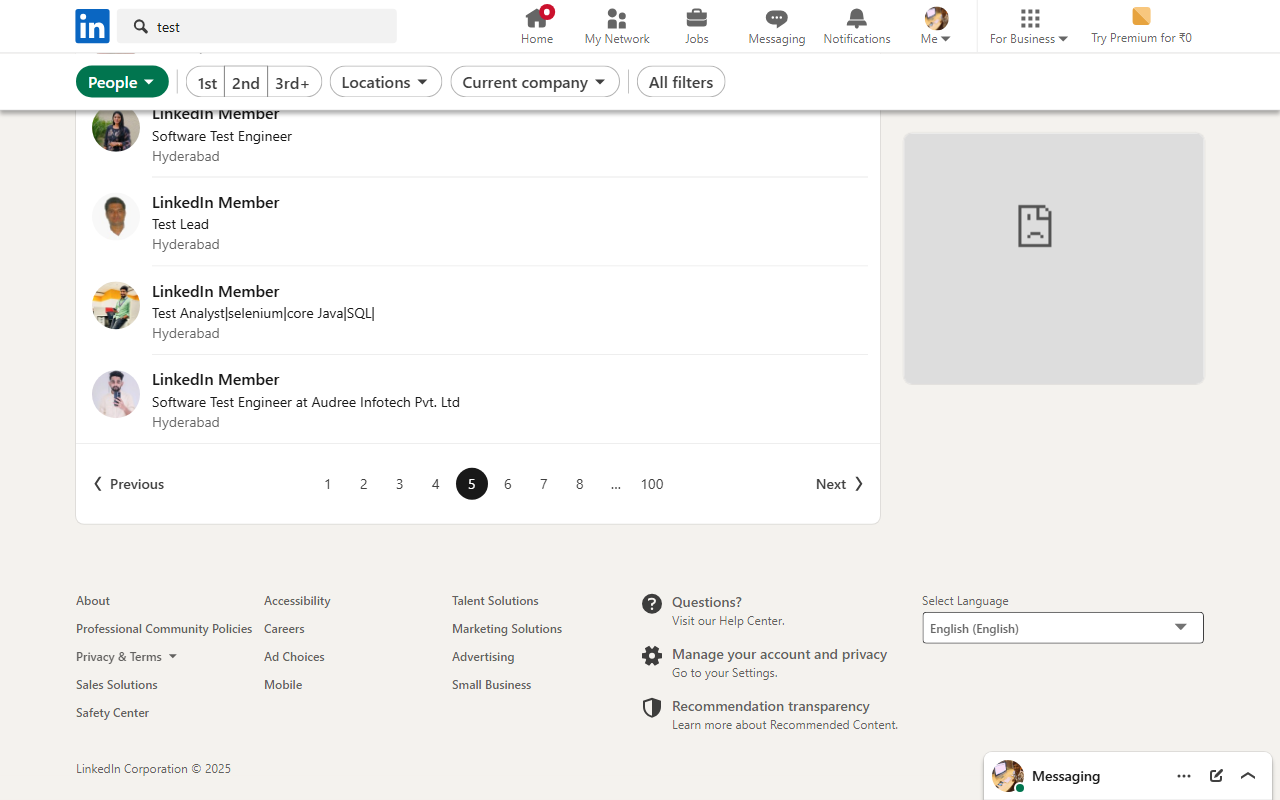 in
test
Home
My Network
Jobs
Messaging
Notifications
Me
For Business
Try Premium for ₹0
People
1st
2nd
3rd+
Locations
Current company
All filters
LinkedIn Member
Software Test Engineer
Hyderabad
LinkedIn Member
Test Lead
Hyderabad
LinkedIn Member
Test Analyst|selenium|core Java|SQL|
Hyderabad
LinkedIn Member
Software Test Engineer at Audree Infotech Pvt. Ltd
Hyderabad
Previous
1 2 3 4 5 6 7 8 … 100
Next
About
Professional Community Policies
Privacy & Terms
Sales Solutions
Safety Center
Accessibility
Careers
Ad Choices
Mobile
Talent Solutions
Marketing Solutions
Advertising
Small Business
Questions?
Visit our Help Center.
Manage your account and privacy
Go to your Settings.
Recommendation transparency
Learn more about Recommended Content.
Select Language
English (English)
LinkedIn Corporation © 2025
Messaging